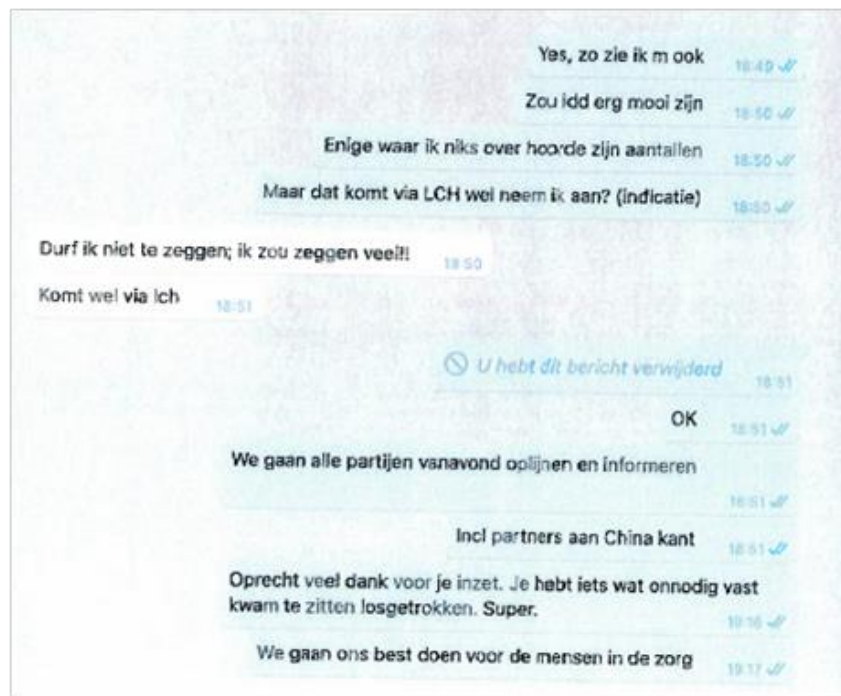 Yes, zo zie ik m ook 18:49
Zou idd erg mooi zijn 18:50
Enige waar ik niks over hoorde zijn aantallen 18:50
Maar dat komt via LCH wel neem ik aan? (indicatie) 18:50
Durf ik niet te zeggen; ik zou zeggen veel!! 18:50
Komt wel via lch 18:51
U hebt dit bericht verwijderd 18:51
OK 18:51
We gaan alle partijen vanavond oplijnen en informeren
18:51
Incl partners aan China kant 18:51
Oprecht veel dank voor je inzet. Je hebt iets wat onnodig vast
kwam te zitten losgetrokken. Super. 19:16
We gaan ons best doen voor de mensen in de zorg 19:17